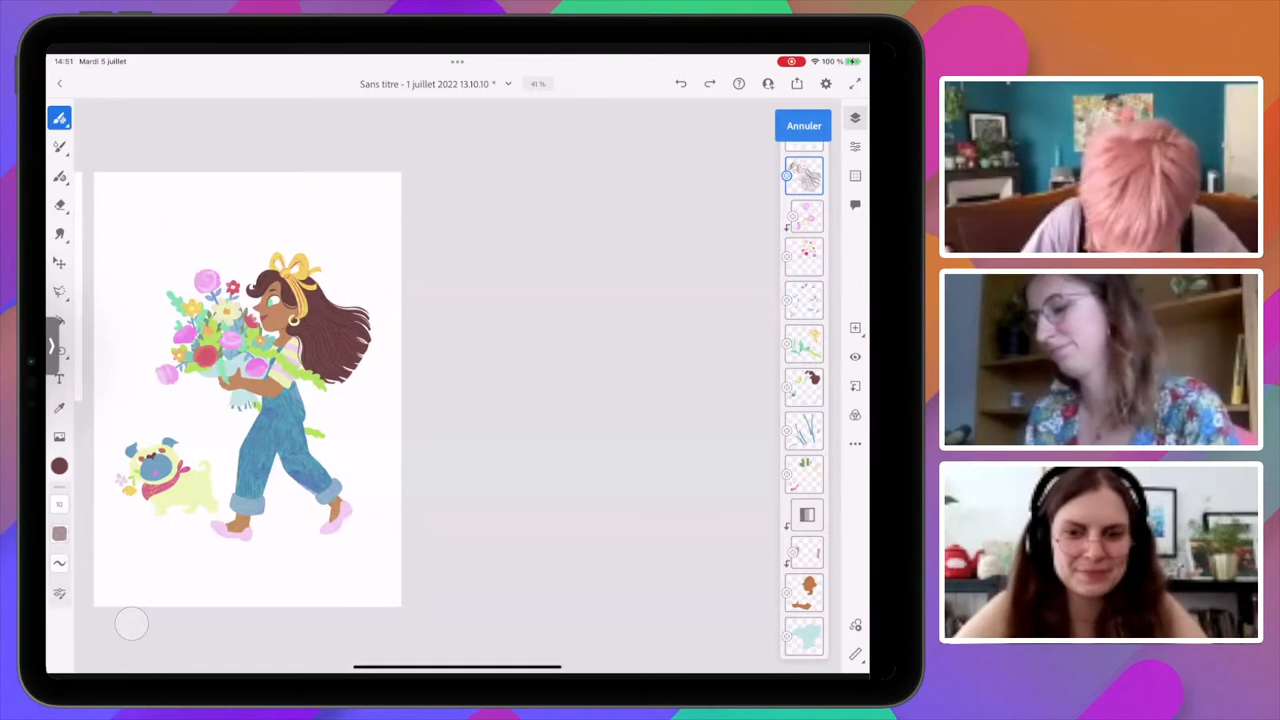 14:51 Mardi 5 juillet
100 %
Sans titre - 1 juillet 2022 13.10.10 *
41 %
Annuler
T
10